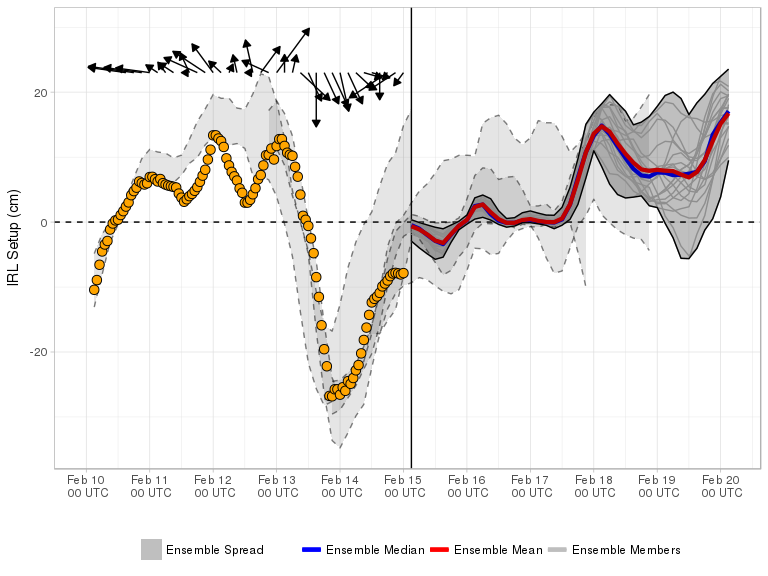 IRL Setup (cm)
20
0
-20
Feb 10 Feb 11 Feb 12 Feb 13 Feb 14 Feb 15 Feb 16 Feb 17 Feb 18 Feb 19 Feb 20
00 UTC 00 UTC 00 UTC 00 UTC 00 UTC 00 UTC 00 UTC 00 UTC 00 UTC 00 UTC 00 UTC
Ensemble Spread Ensemble Median Ensemble Mean Ensemble Members